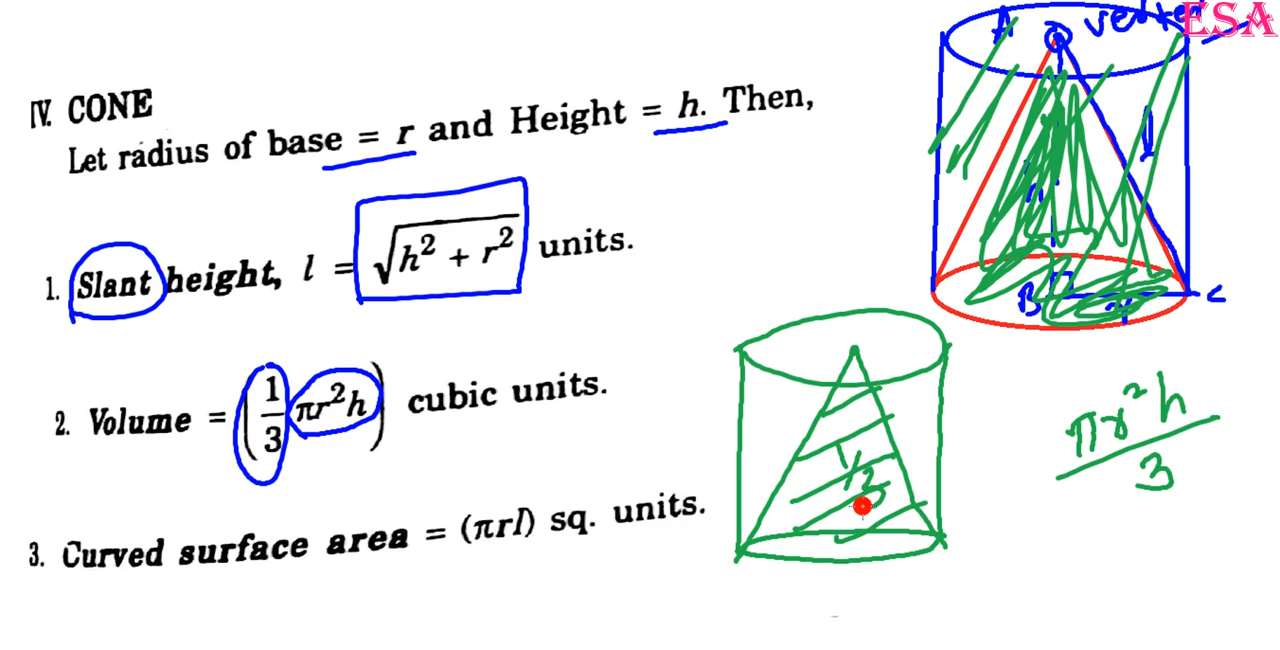 ESA
A vertex
IV. CONE
Let radius of base = r and Height = h. Then,
l
h
1. Slant height, l = √(h² + r²) units.
B r C
2. Volume = (1/3 πr²h) cubic units.
πr²h/3
1/3
3. Curved surface area = (πrl) sq. units.